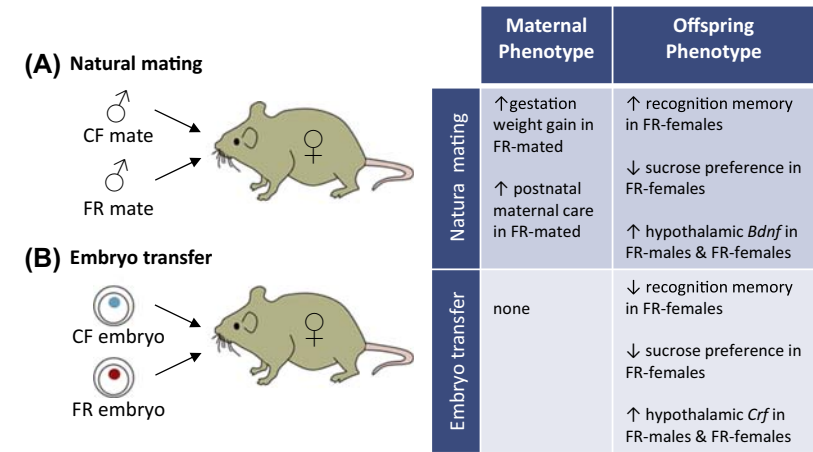 (A) Natural mating
♂
CF mate
♂
FR mate
♀
(B) Embryo transfer
CF embryo
FR embryo
♀
Maternal
Phenotype
Offspring
Phenotype
Natura mating
↑gestation
weight gain in
FR-mated
↑ postnatal
maternal care
in FR-mated
↑ recognition memory
in FR-females
↓ sucrose preference in
FR-females
↑ hypothalamic Bdnf in
FR-males & FR-females
Embryo transfer
none
↓ recognition memory
in FR-females
↓ sucrose preference in
FR-females
↑ hypothalamic Crf in
FR-males & FR-females